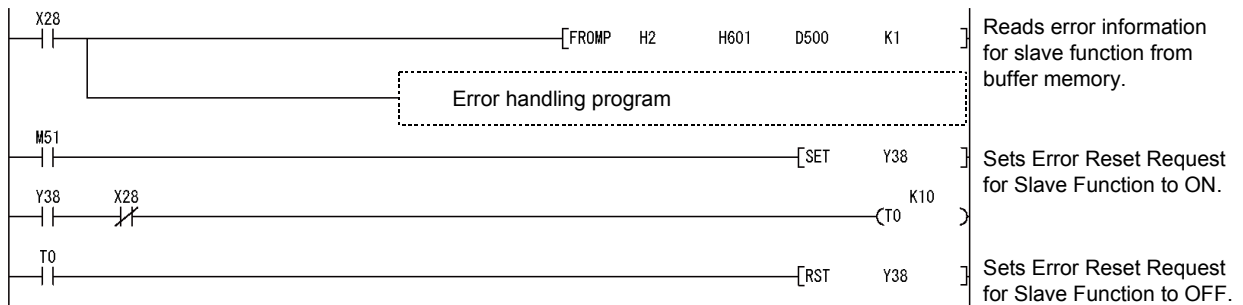 X28
[FROMP H2 H601 D500 K1 ]
Reads error information
for slave function from
buffer memory.
Error handling program
M51
[SET Y38 ]
Sets Error Reset Request
for Slave Function to ON.
Y38 X28
K10
(T0 )
T0
[RST Y38 ]
Sets Error Reset Request
for Slave Function to OFF.